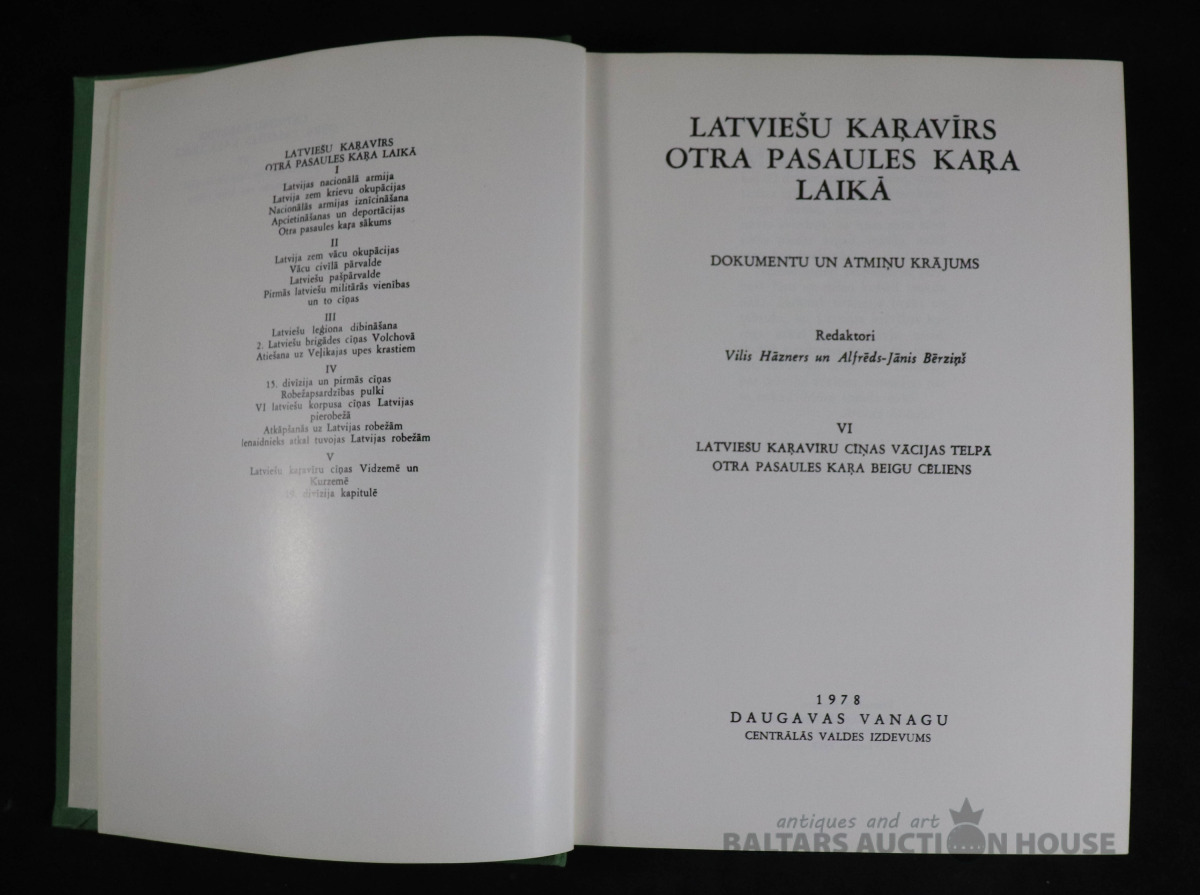 LATVIEŠU KAŖAVĪRS
OTRĀ PASAULES KAŖA LAIKĀ
I
Latvijas nacionālā armija
Latvija zem krievu okupācijas
Nacionālās armijas iznīcināšana
Apcietināšanas un deportācijas
Otra pasaules kaŗa sākums
II
Latvija zem vācu okupācijas
Vācu civīlā pārvalde
Latviešu pašpārvalde
Pirmās latviešu militārās vienības
un to cīņas
III
Latviešu leģiona dibināšana
2. Latviešu brigādes cīņas Volchovā
Atiešana uz Veļikajas upes krastiem
IV
15. divīzija un pirmās cīņas
Robežapsardzības pulki
VI latviešu korpusa cīņas Latvijas
pierobežā
Atkāpšanās uz Latvijas robežām
Ienaidnieks atkal tuvojas Latvijas robežām
V
Latviešu kaŗavīru cīņas Vidzemē un
Kurzemē
divīzija kapitulē
LATVIEŠU KAŖAVĪRS
OTRA PASAULES KAŖA
LAIKĀ
DOKUMENTU UN ATMIŅU KRĀJUMS
Redaktori
Vilis Hāzners un Alfrēds-Jānis Bērziņš
VI
LATVIEŠU KAŖAVĪRU CĪŅAS VĀCIJAS TELPĀ
OTRA PASAULES KAŖA BEIGU CĒLIENS
1978
DAUGAVAS VANAGU
CENTRĀLĀS VALDES IZDEVUMS
antiques and art
BALTARS AUCTION HOUSE